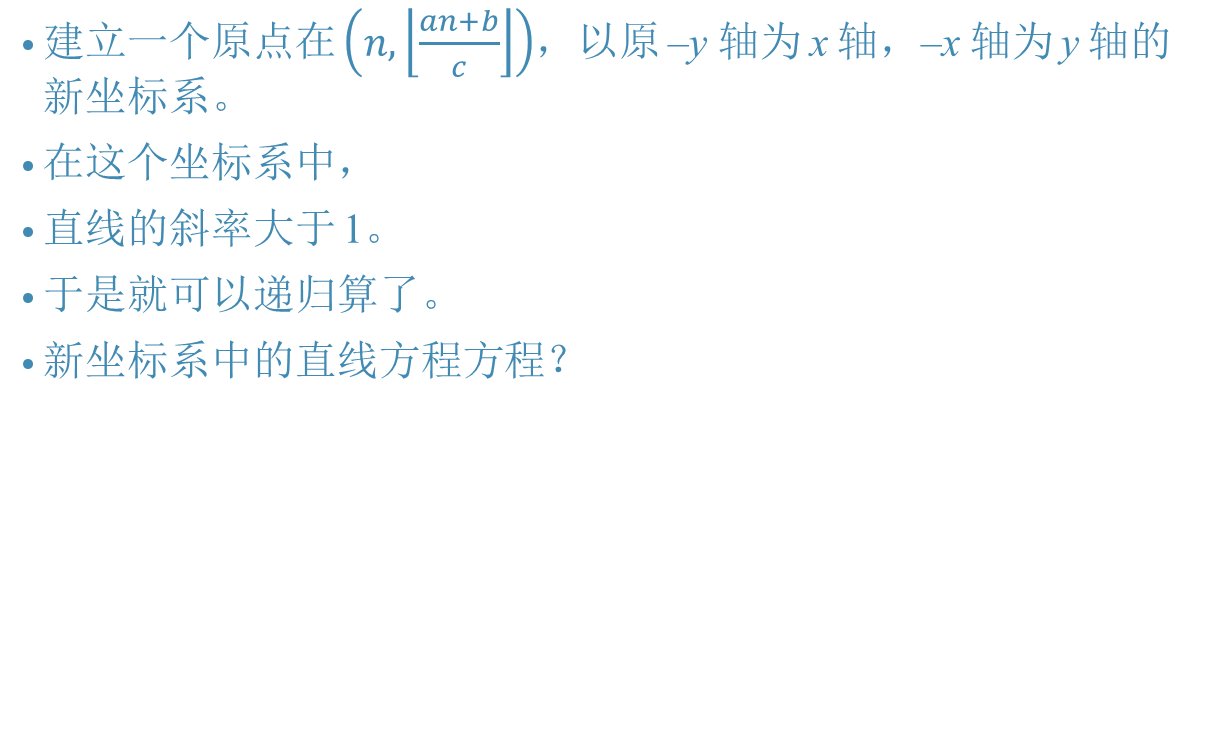 • 建立一个原点在 (n, ⌊(an+b)/c⌋)，以原 –y 轴为 x 轴，–x 轴为 y 轴的
新坐标系。
• 在这个坐标系中，
• 直线的斜率大于 1。
• 于是就可以递归算了。
• 新坐标系中的直线方程方程？